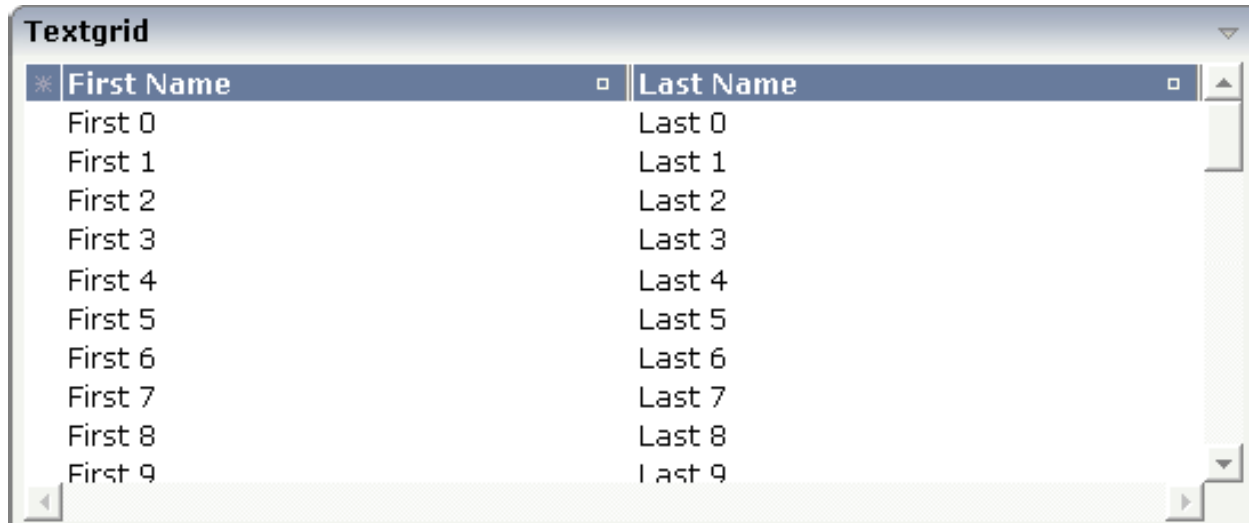 Textgrid
First Name Last Name
First 0 Last 0
First 1 Last 1
First 2 Last 2
First 3 Last 3
First 4 Last 4
First 5 Last 5
First 6 Last 6
First 7 Last 7
First 8 Last 8
First 9 Last 9